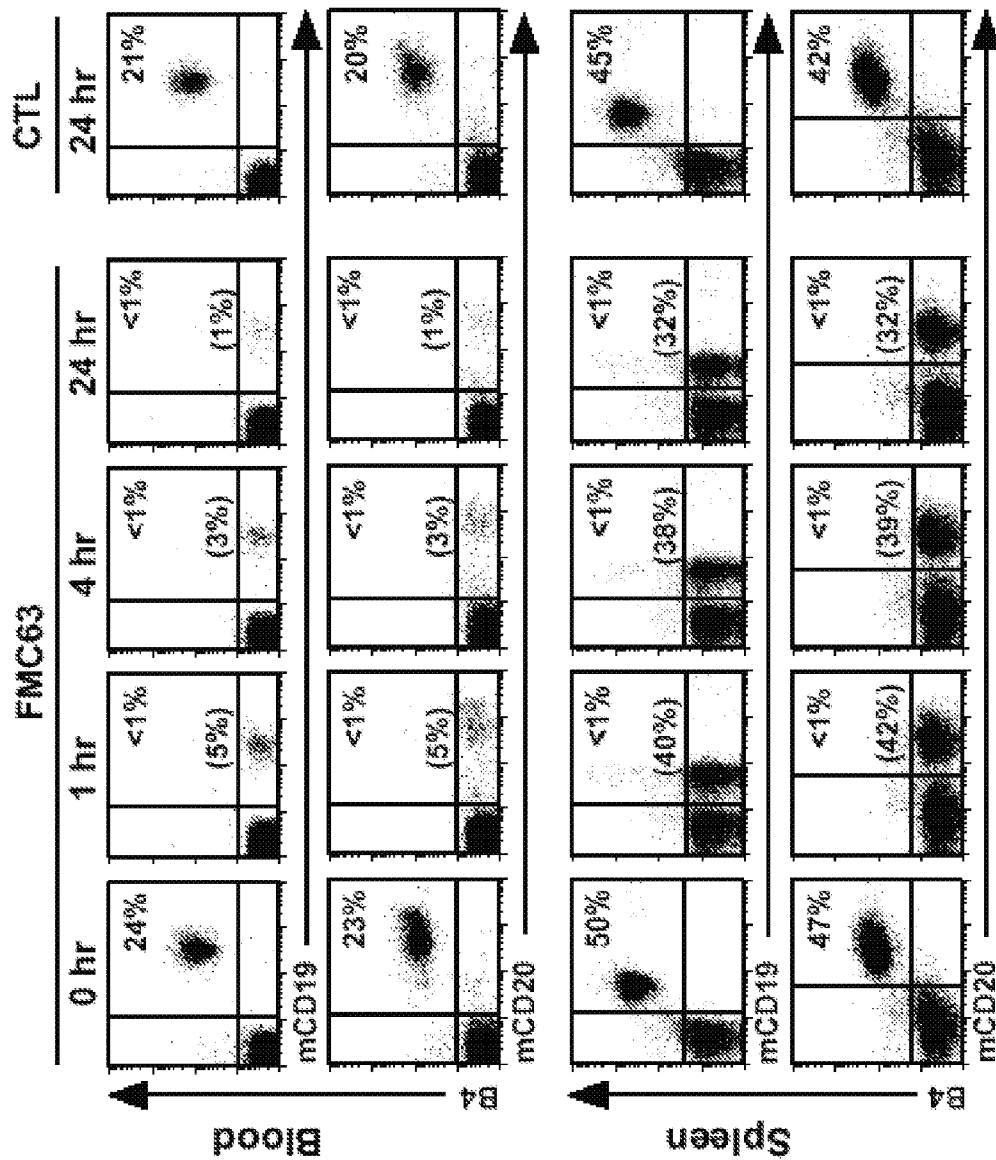 FMC63 CTL
0 hr 1 hr 4 hr 24 hr 24 hr
Blood
24% <1% <1% <1% 21%
(5%) (3%) (1%)
mCD19
23% <1% <1% <1% 20%
(5%) (3%) (1%)
B4 mCD20
Spleen
50% <1% <1% <1% 45%
(40%) (38%) (32%)
mCD19
47% <1% <1% <1% 42%
(42%) (39%) (32%)
B4 mCD20